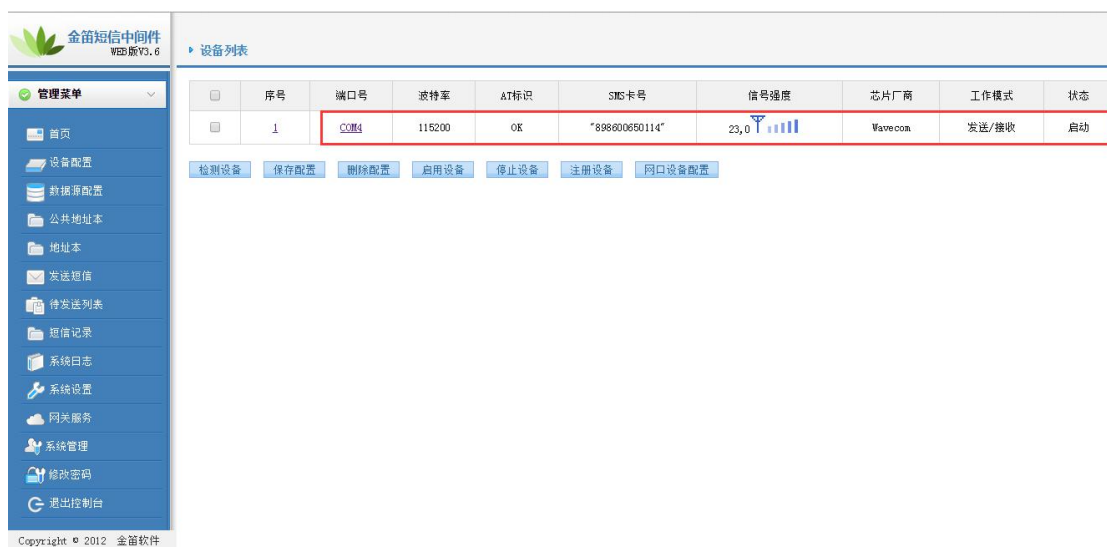 金笛短信中间件
WEB版V3.6
设备列表
管理菜单
序号 端口号 波特率 AT标识 SMS卡号 信号强度 芯片厂商 工作模式 状态
1 COM4 115200 OK "898600650114" 23,0 Wavecom 发送/接收 启动
检测设备 保存配置 删除配置 启用设备 停止设备 注册设备 网口设备配置
首页
设备配置
数据源配置
公共地址本
地址本
发送短信
待发送列表
短信记录
系统日志
系统设置
网关服务
系统管理
修改密码
退出控制台
Copyright © 2012 金笛软件